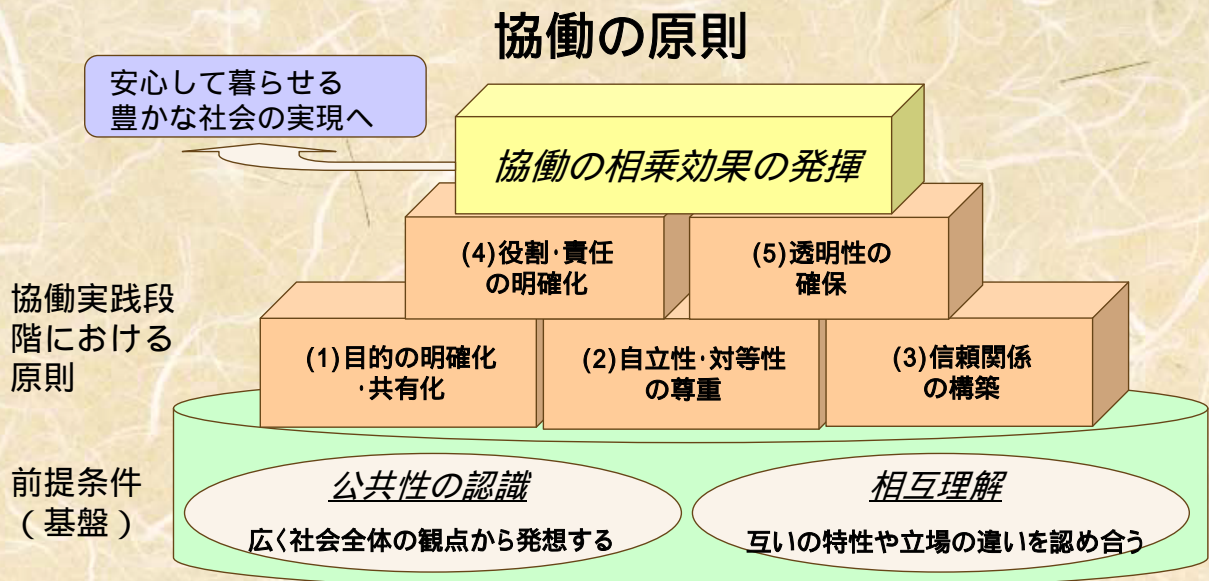 協働の原則
安心して暮らせる
豊かな社会の実現へ
協働の相乗効果の発揮
(4)役割･責任
の明確化
(5)透明性の
確保
協働実践段
階における
原則
(1)目的の明確化
･共有化
(2)自立性･対等性
の尊重
(3)信頼関係
の構築
前提条件
（基盤）
公共性の認識
広く社会全体の観点から発想する
相互理解
互いの特性や立場の違いを認め合う